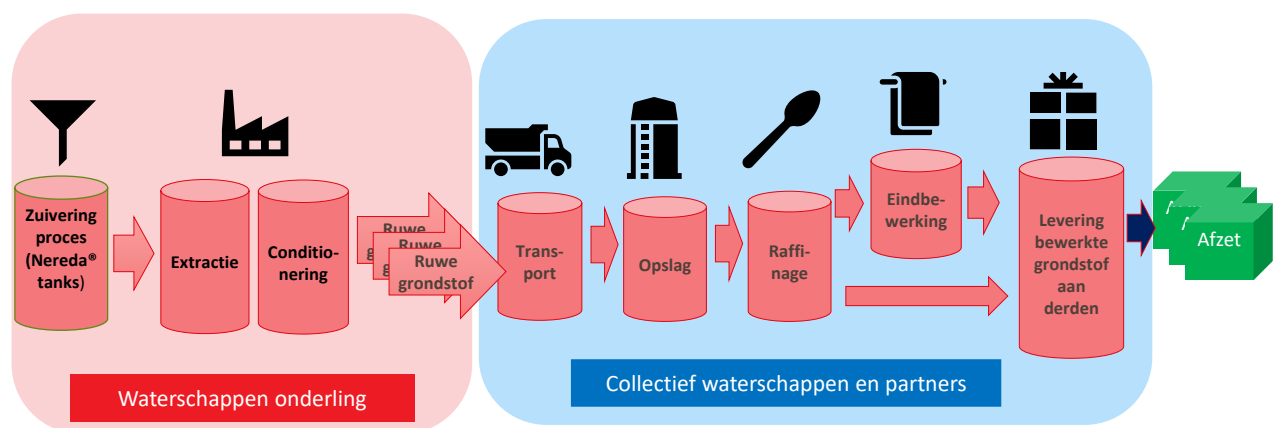 Zuivering
proces
(Nereda®
tanks)
Extractie
Conditio-
nering
Ruwe
Ruwe
Ruwe
grondstof
Trans-
port
Opslag
Raffi-
nage
Eindbe-
werking
Levering
bewerkte
grondstof
aan
derden
Afzet
Waterschappen onderling
Collectief waterschappen en partners